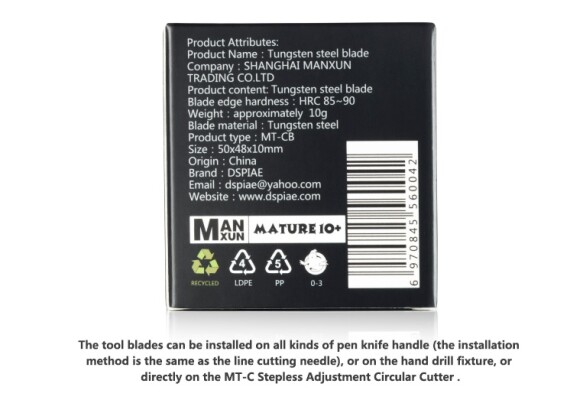 Product Attributes:
Product Name : Tungsten steel blade
Company : SHANGHAI MANXUN
TRADING CO.LTD
Product content: Tungsten steel blade
Blade edge hardness : HRC 85~90
Weight : approximately 10g
Blade material : Tungsten steel
Product type : MT-CB
Size : 50x48x10mm
Origin : China
Brand : DSPIAE
Email : dspiae@yahoo.com
Website : www.dspiae.com
MANXUN MATURE 10+
4 5
RECYCLED LDPE PP 0-3
6 970845 560042
The tool blades can be installed on all kinds of pen knife handle (the installation
method is the same as the line cutting needle), or on the hand drill fixture, or
directly on the MT-C Stepless Adjustment Circular Cutter .